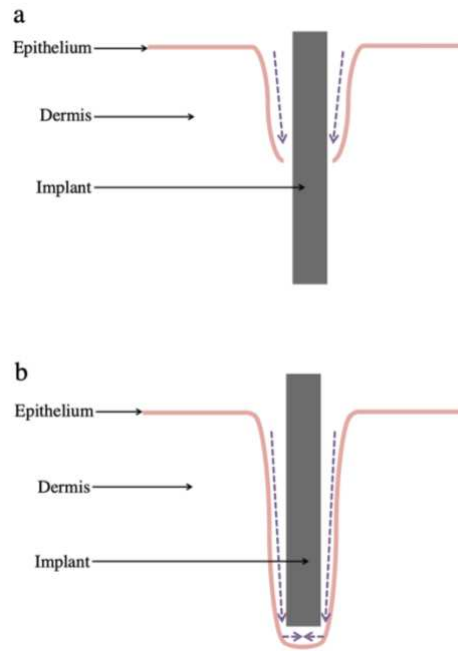 a
Epithelium
Dermis
Implant
b
Epithelium
Dermis
Implant